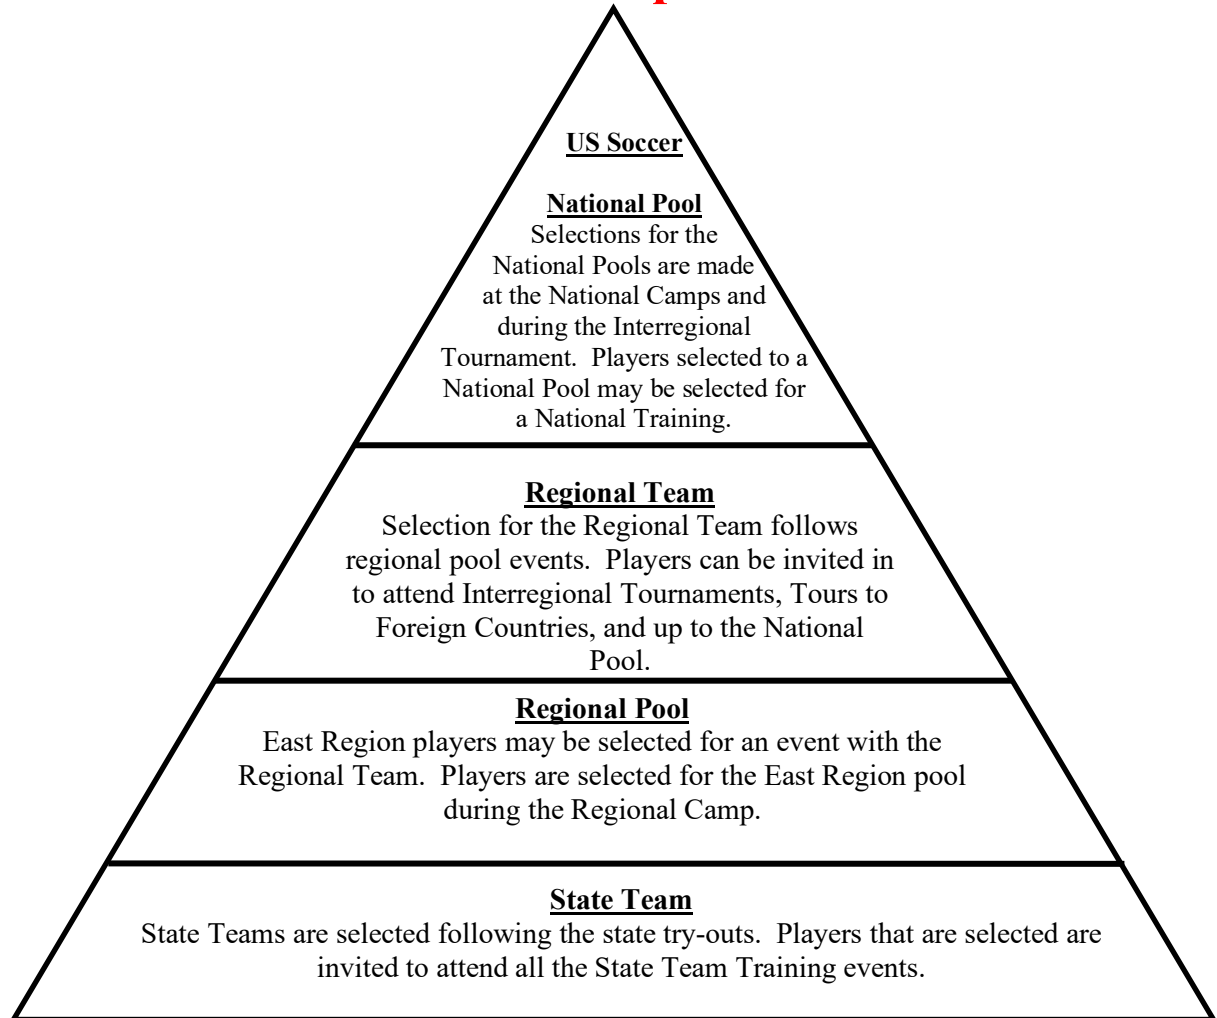 US Soccer
National Pool
Selections for the
National Pools are made
at the National Camps and
during the Interregional
Tournament.  Players selected to a
National Pool may be selected for
a National Training.
Regional Team
Selection for the Regional Team follows
regional pool events.  Players can be invited in
to attend Interregional Tournaments, Tours to
Foreign Countries, and up to the National
Pool.
Regional Pool
East Region players may be selected for an event with the
Regional Team.  Players are selected for the East Region pool
during the Regional Camp.
State Team
State Teams are selected following the state try-outs.  Players that are selected are
invited to attend all the State Team Training events.